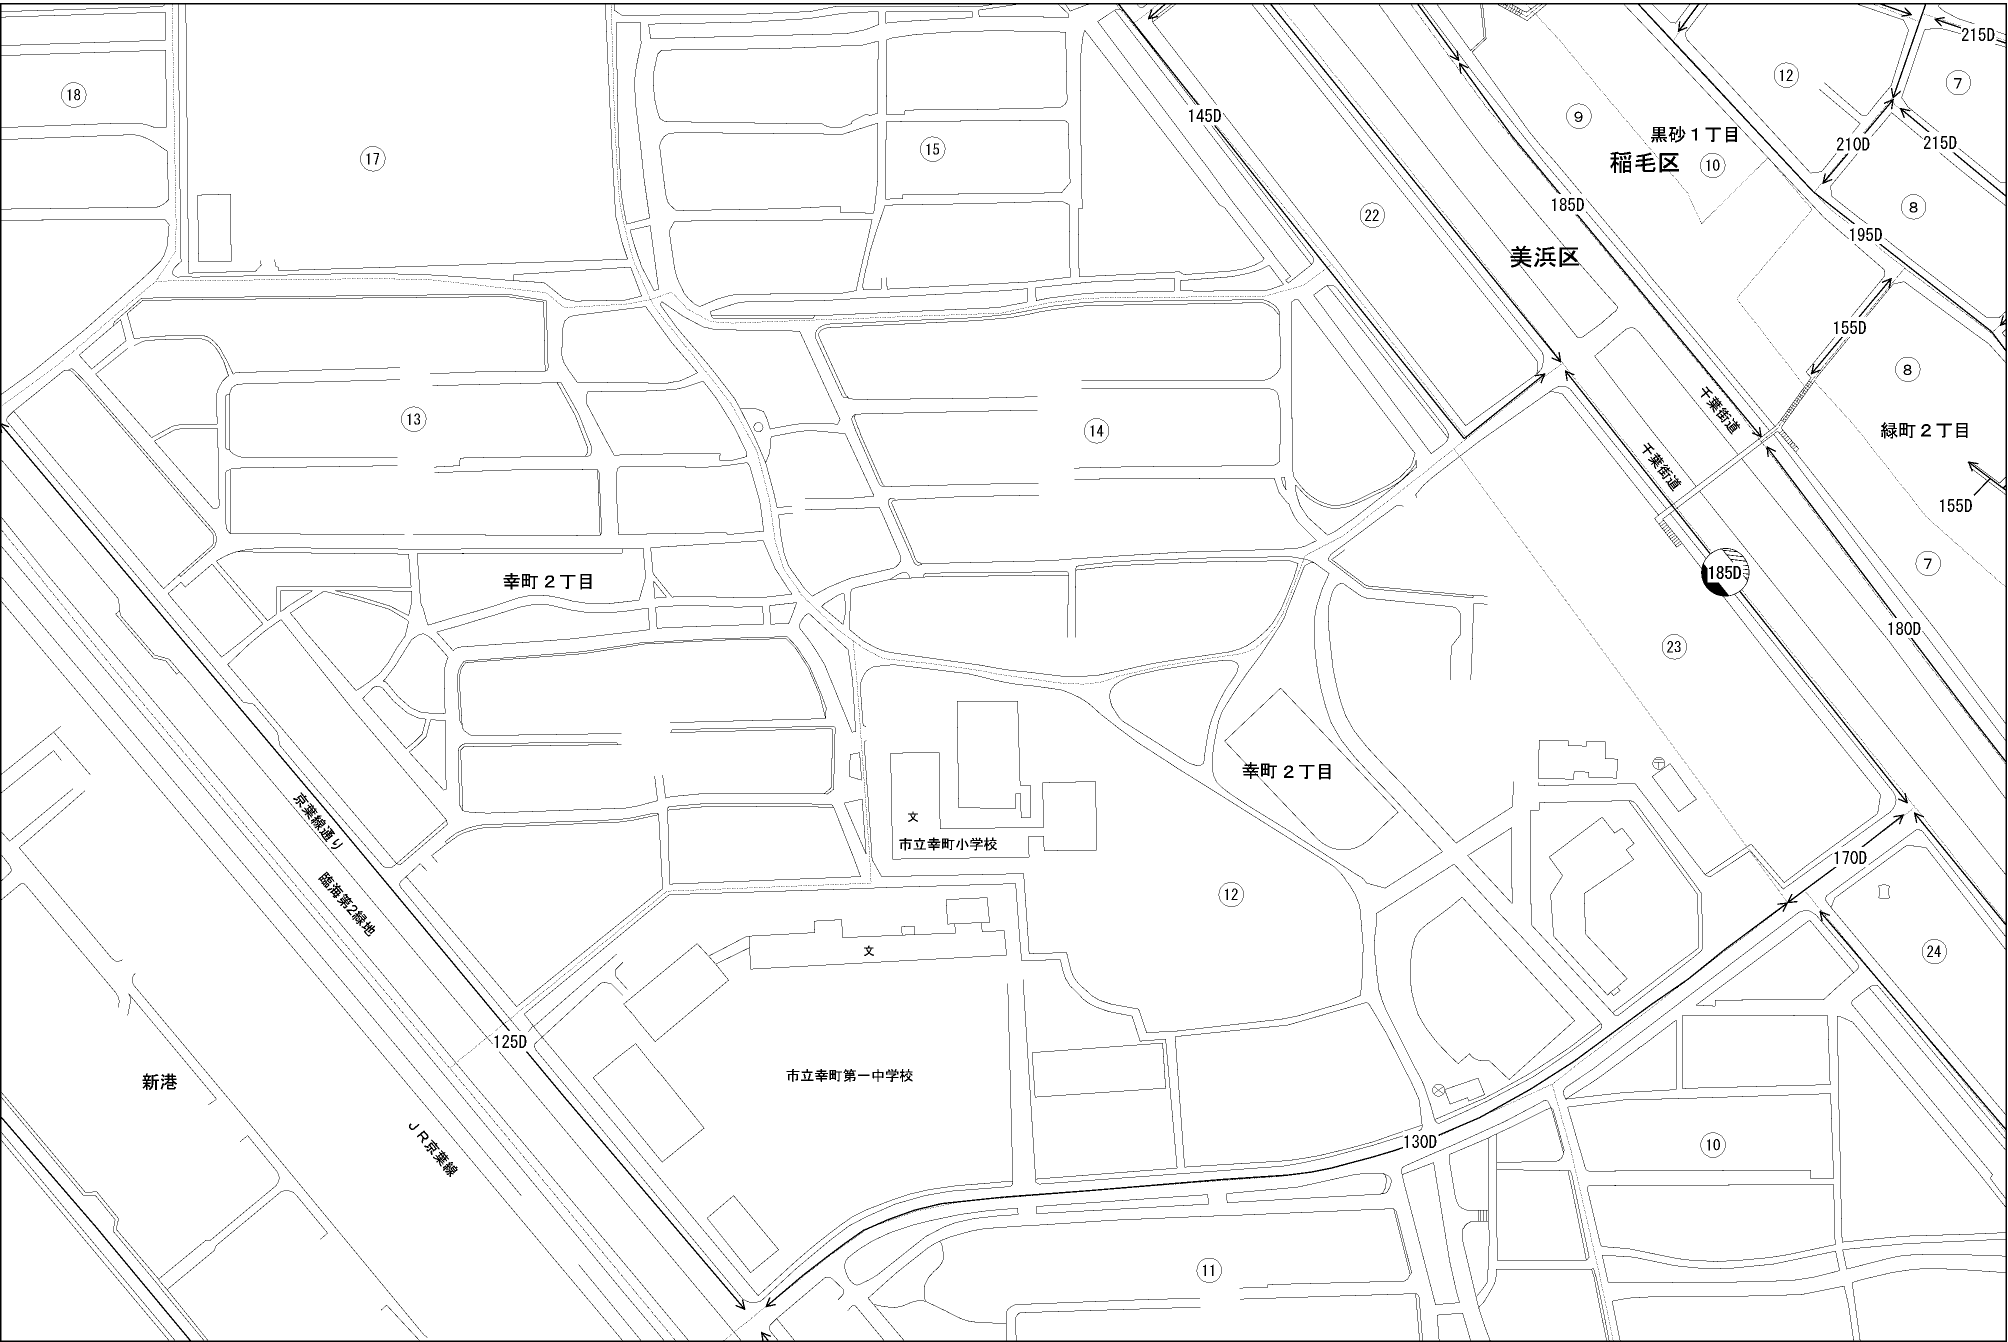 215D
18
12
7
145D
9
黒砂１丁目
17
15
210D
215D
稲毛区
10
185D
22
8
195D
美浜区
155D
8
千葉街道
13
14
緑町２丁目
千葉街道
155D
7
185D
幸町２丁目
180D
23
幸町２丁目
京葉線通り
文
市立幸町小学校
170D
臨海第2緑地
12
文
24
125D
新港
市立幸町第一中学校
ＪＲ京葉線
130D
10
11